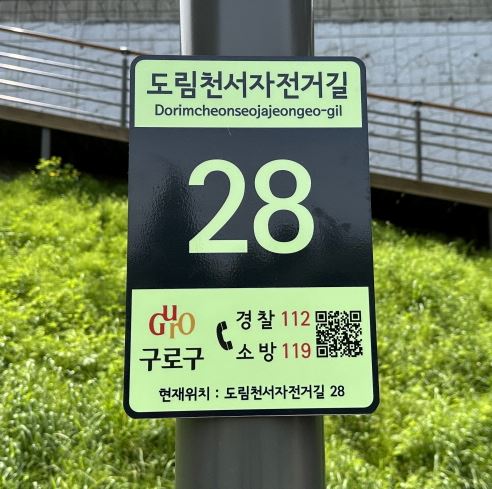 도림천서자전거길
Dorimcheonseojajeongeo-gil
28
Guro
구로구
경찰 112
소방 119
현재위치 : 도림천서자전거길 28